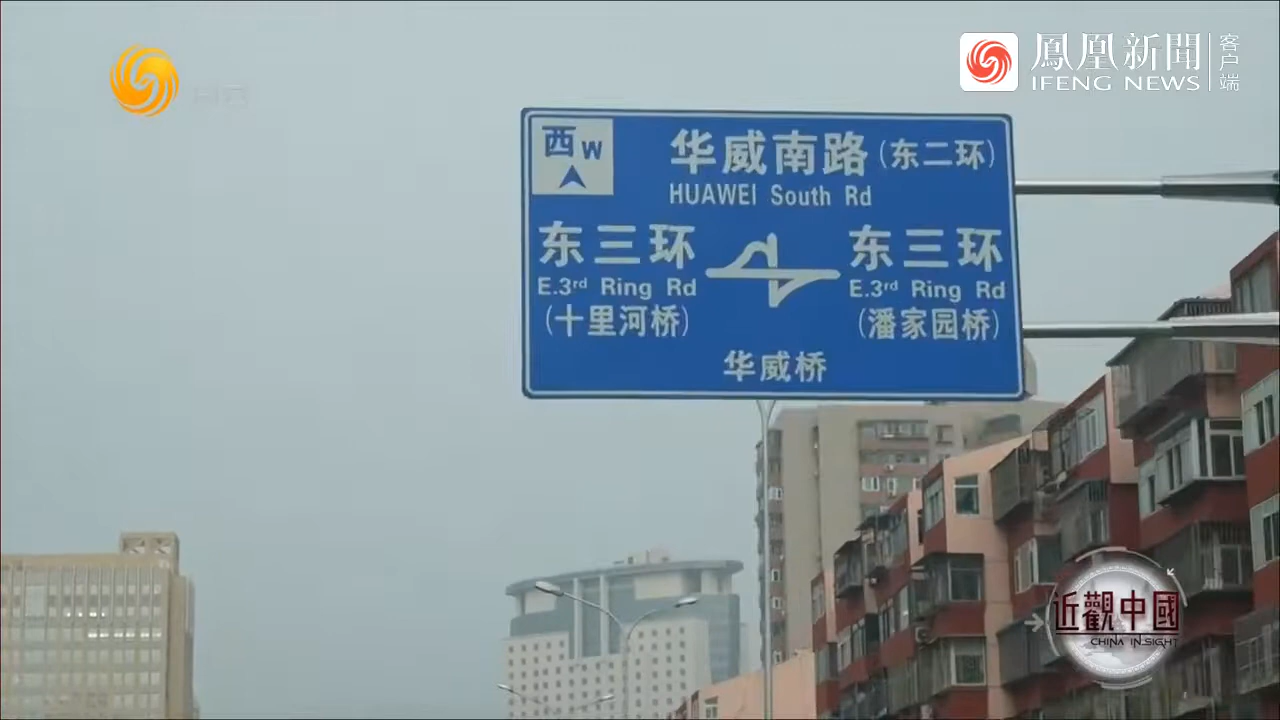 鳳凰新聞 客户端
IFENG NEWS
西W
华威南路(东二环)
HUAWEI South Rd
东三环
E.3rd Ring Rd
(十里河桥)
东三环
E.3rd Ring Rd
(潘家园桥)
华威桥
近觀中國
CHINA INSIGHT